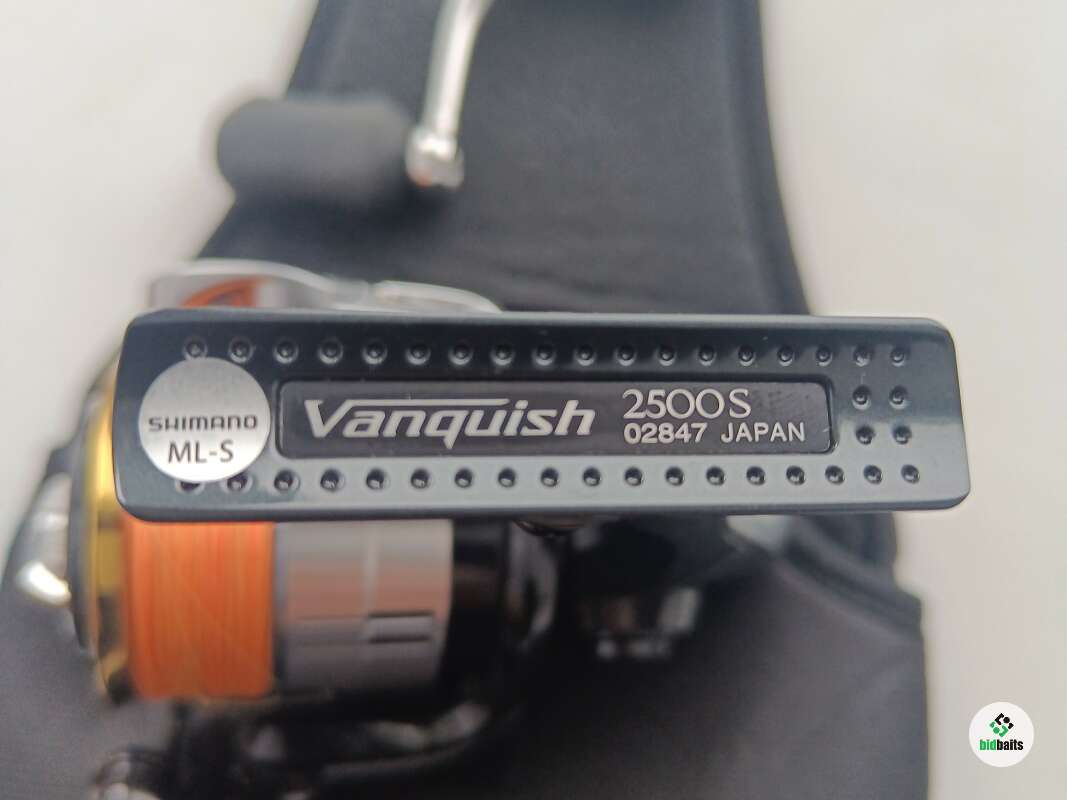 SHIMANO
ML-S
Vanquish
2500S
02847 JAPAN
bidbaits